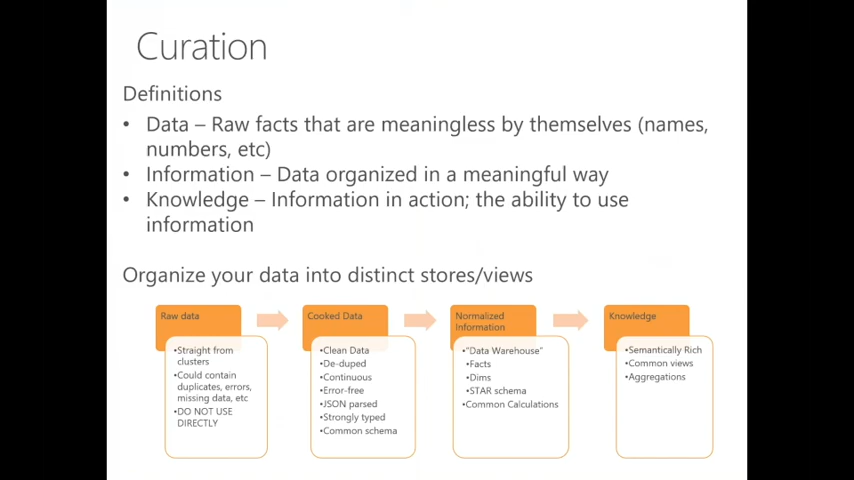 Curation
Definitions
• Data – Raw facts that are meaningless by themselves (names,
numbers, etc)
• Information – Data organized in a meaningful way
• Knowledge – Information in action; the ability to use
information
Organize your data into distinct stores/views
Raw data
•Straight from
clusters
•Could contain
duplicates, errors,
missing data, etc
•DO NOT USE
DIRECTLY
Cooked Data
•Clean Data
•De-duped
•Continuous
•Error-free
•JSON parsed
•Strongly typed
•Common schema
Normalized
Information
•"Data Warehouse"
•Facts
•Dims
•STAR schema
•Common Calculations
Knowledge
•Semantically Rich
•Common views
•Aggregations